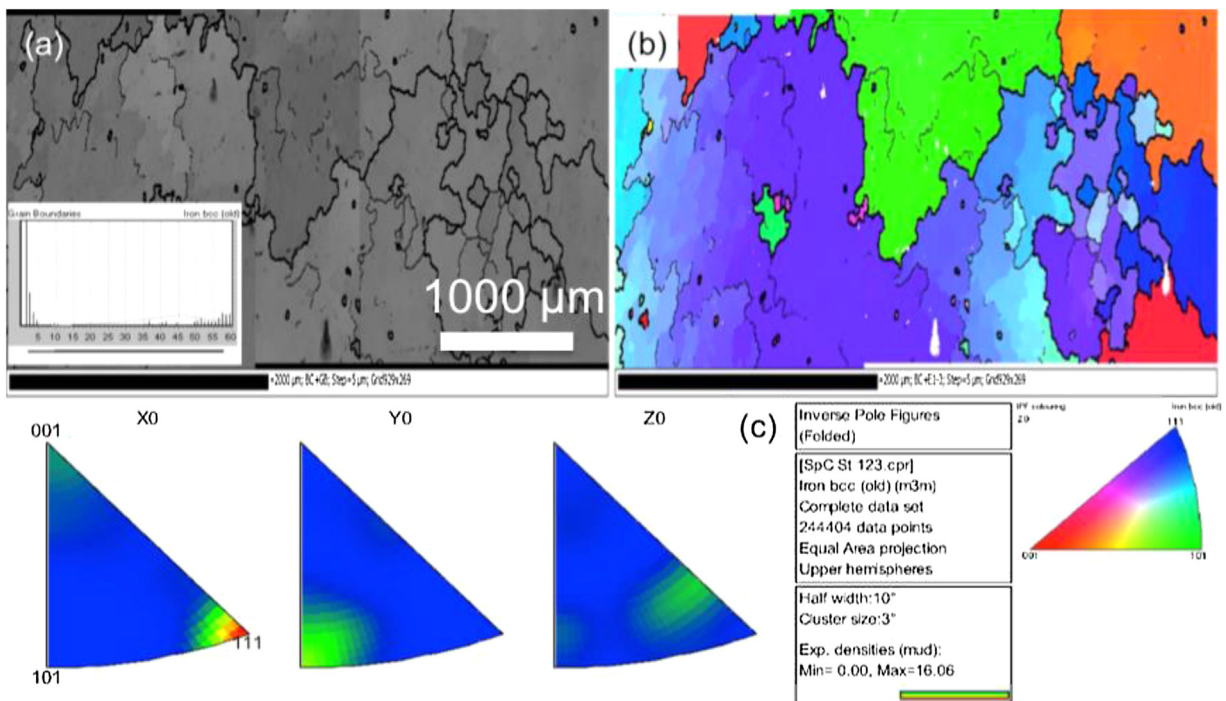 (a)
Grain Boundaries Iron bcc (old)
5 10 15 20 25 30 35 40 45 50 55 60
1000 μm
=2000 μm; BC+GB; Step=5 μm; Grid929x269
(b)
=2000 μm; BC+E1-3; Step=5 μm; Grid929x269
X0
001
101
111
Y0
Z0
(c)
Inverse Pole Figures
(Folded)
[SpC St 123.cpr]
Iron bcc (old) (m3m)
Complete data set
244404 data points
Equal Area projection
Upper hemispheres
Half width:10°
Cluster size:3°
Exp. densities (mud):
Min= 0.00, Max=16.06
IPF colouring
Z0
Iron bcc (old)
111
001
101